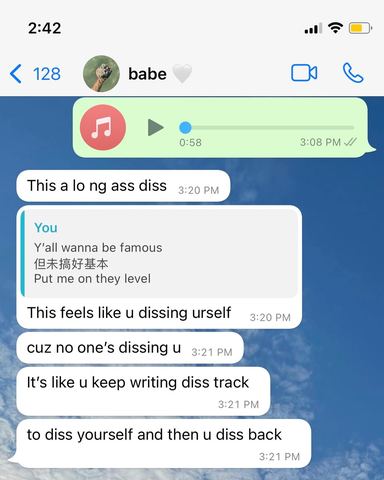 2:42
128
babe
0:58
3:08 PM
This a lo ng ass diss
3:20 PM
You
Y'all wanna be famous
但未搞好基本
Put me on they level
This feels like u dissing urself
3:20 PM
cuz no one's dissing u
3:21 PM
It's like u keep writing diss track
3:21 PM
to diss yourself and then u diss back
3:21 PM